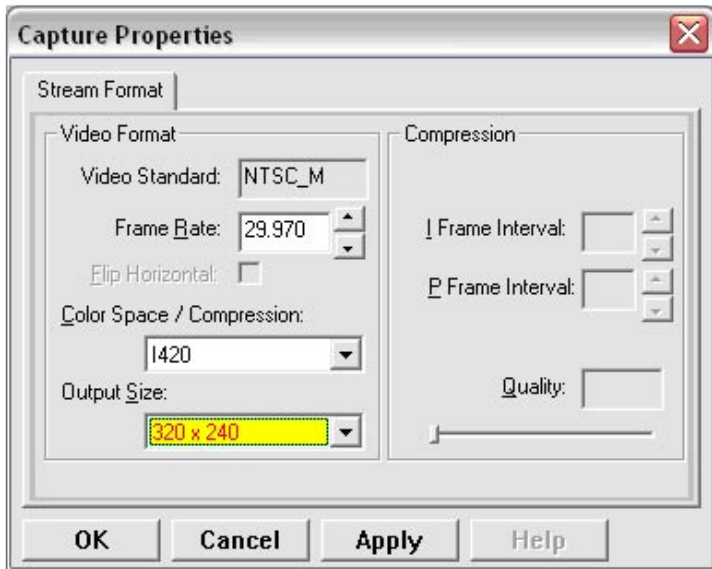 Capture Properties
Stream Format
Video Format
Video Standard: NTSC_M
Frame Rate: 29.970
Flip Horizontal:
Color Space / Compression:
I420
Output Size:
320 x 240
Compression
I Frame Interval:
P Frame Interval:
Quality:
OK Cancel Apply Help